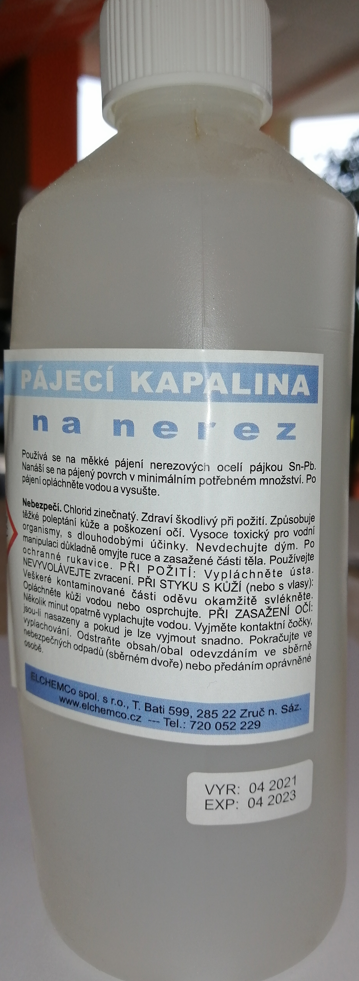 PÁJECÍ KAPALINA
na nerez
Používá se na měkké pájení nerezových ocelí pájkou Sn-Pb.
Nanáší se na pájený povrch v minimálním potřebném množství. Po
pájení opláchněte vodou a vysušte.
Nebezpečí. Chlorid zinečnatý. Zdraví škodlivý při požití. Způsobuje
těžké poleptání kůže a poškození očí. Vysoce toxický pro vodní
organismy, s dlouhodobými účinky. Nevdechujte dým. Po
manipulaci důkladně omyjte ruce a zasažené části těla. Používejte
ochranné rukavice. PŘI POŽITÍ: Vypláchněte ústa.
NEVYVOLÁVEJTE zvracení. PŘI STYKU S KŮŽÍ (nebo s vlasy):
Veškeré kontaminované části oděvu okamžitě svlékněte.
Opláchněte kůži vodou nebo osprchujte. PŘI ZASAŽENÍ OČÍ:
Několik minut opatrně vyplachujte vodou. Vyjměte kontaktní čočky,
jsou-li nasazeny a pokud je lze vyjmout snadno. Pokračujte ve
vyplachování. Odstraňte obsah/obal odevzdáním ve sběrně
nebezpečných odpadů (sběrném dvoře) nebo předáním oprávněné
osobě.
ELCHEMCo spol. s r.o., T. Bati 599, 285 22 Zruč n. Sáz.
www.elchemco.cz --- Tel.: 720 052 229
VYR: 04 2021
EXP: 04 2023